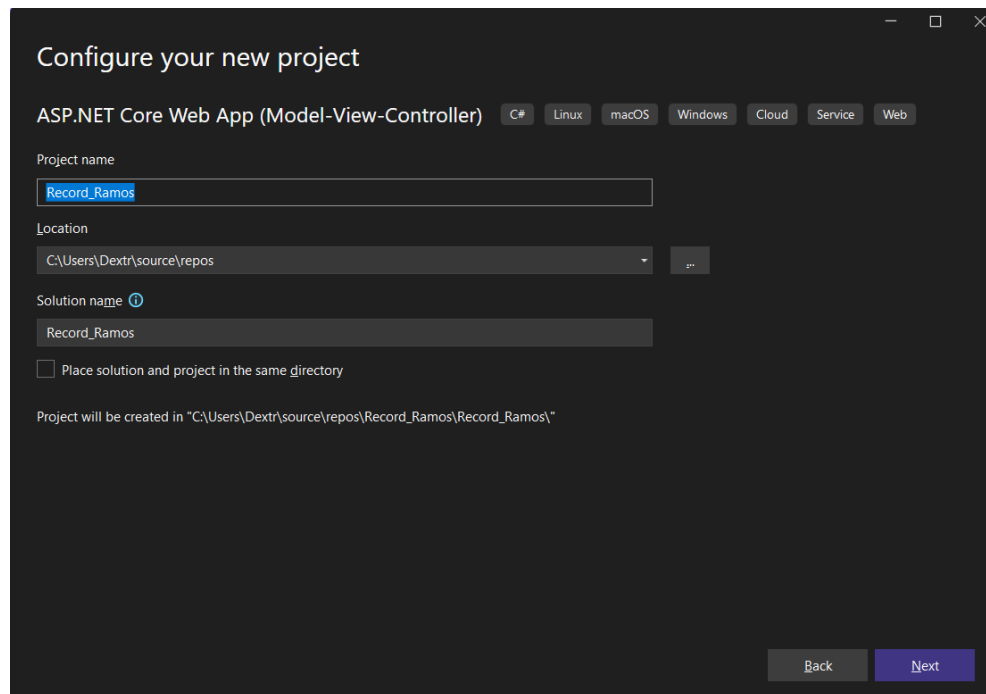 Configure your new project
ASP.NET Core Web App (Model-View-Controller) C# Linux macOS Windows Cloud Service Web
Project name
Record_Ramos
Location
C:\Users\Dextr\source\repos
...
Solution name
Record_Ramos
Place solution and project in the same directory
Project will be created in "C:\Users\Dextr\source\repos\Record_Ramos\Record_Ramos\"
Back Next